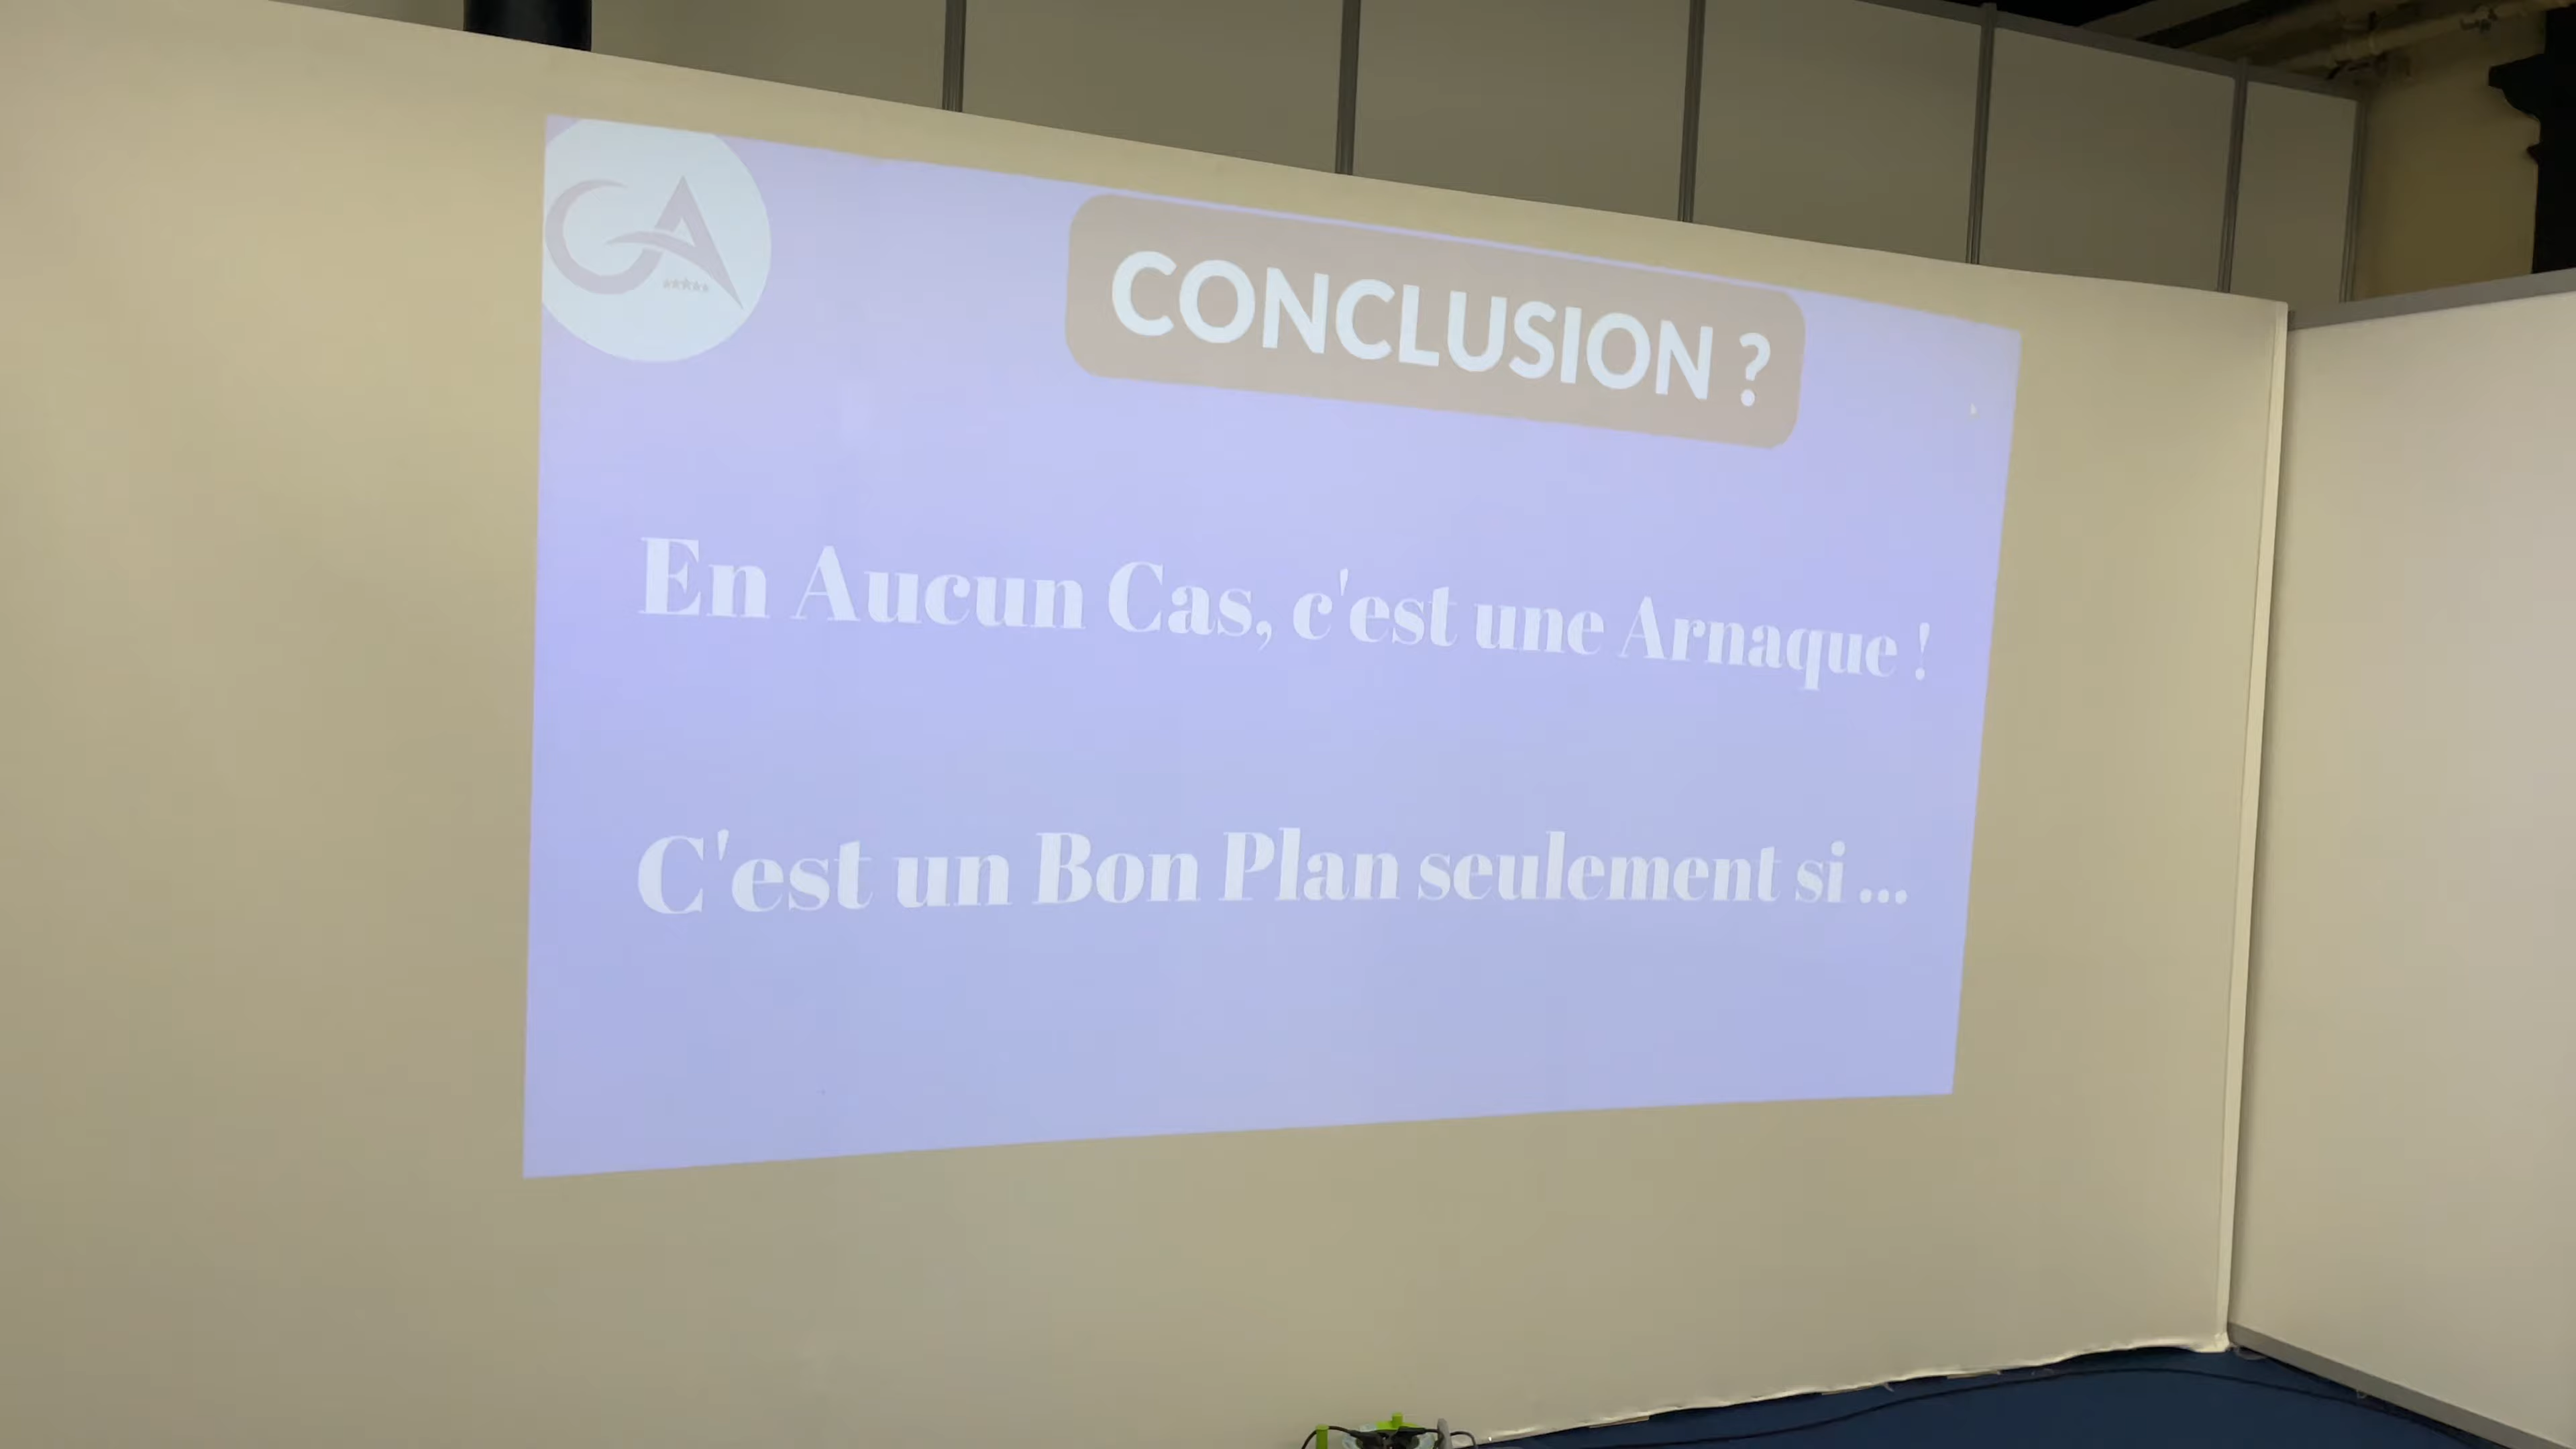 CA
CONCLUSION ?
En Aucun Cas, c'est une Arnaque !
C'est un Bon Plan seulement si ...